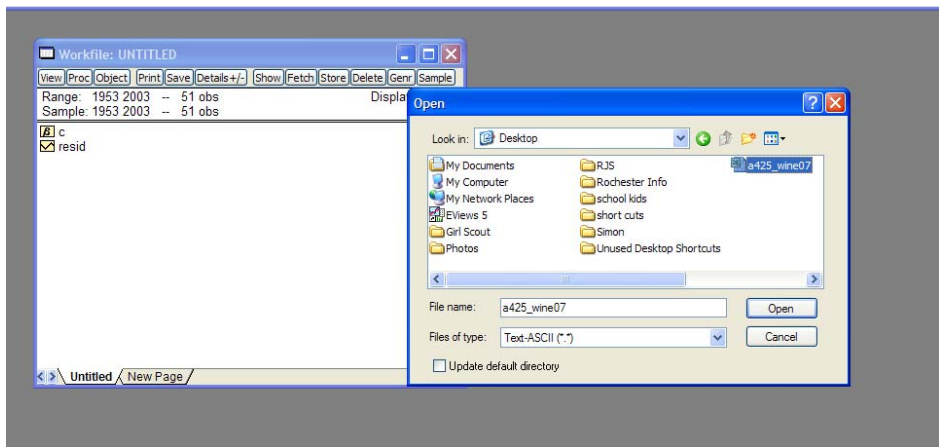 Workfile: UNTITLED
View Proc Object Print Save Details+/- Show Fetch Store Delete Genr Sample
Range: 1953 2003 -- 51 obs
Sample: 1953 2003 -- 51 obs
c
resid
Untitled New Page
Open
Look in: Desktop
My Documents RJS a425_wine07
My Computer Rochester Info
My Network Places school kids
EViews 5 short cuts
Girl Scout Simon
Photos Unused Desktop Shortcuts
File name: a425_wine07 Open
Files of type: Text-ASCII (*.*) Cancel
Update default directory